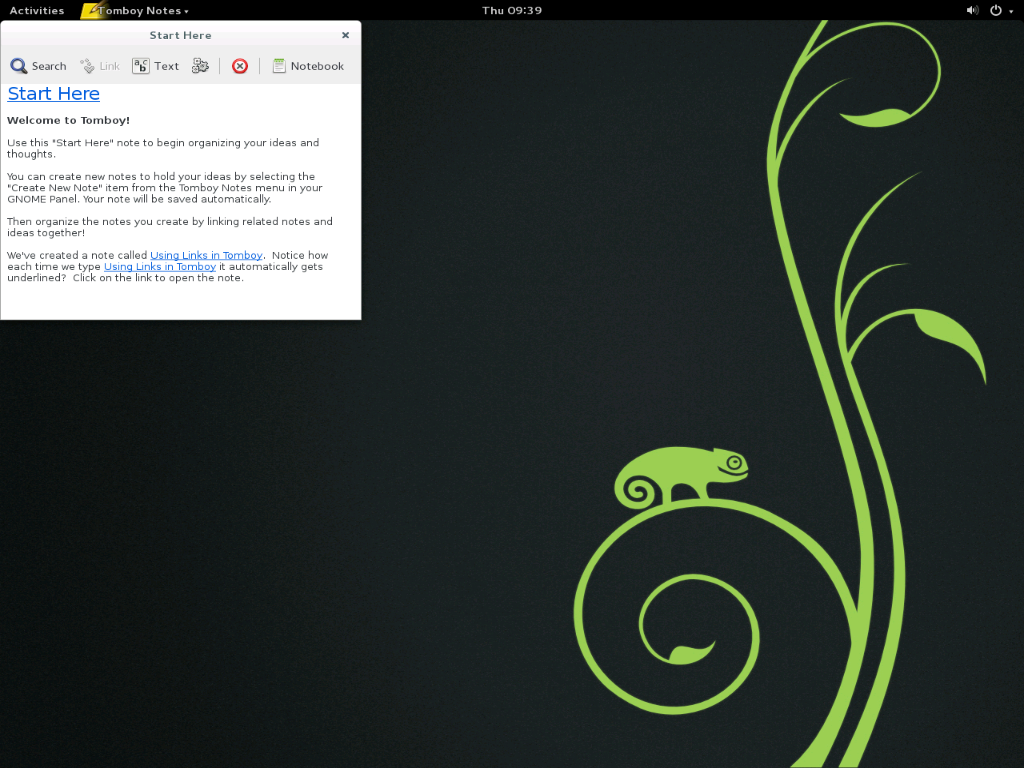 Activities Tomboy Notes Thu 09:39
Start Here
Search Link Text Notebook
Start Here
Welcome to Tomboy!
Use this "Start Here" note to begin organizing your ideas and
thoughts.
You can create new notes to hold your ideas by selecting the
"Create New Note" item from the Tomboy Notes menu in your
GNOME Panel. Your note will be saved automatically.
Then organize the notes you create by linking related notes and
ideas together!
We've created a note called Using Links in Tomboy.  Notice how
each time we type Using Links in Tomboy it automatically gets
underlined?  Click on the link to open the note.